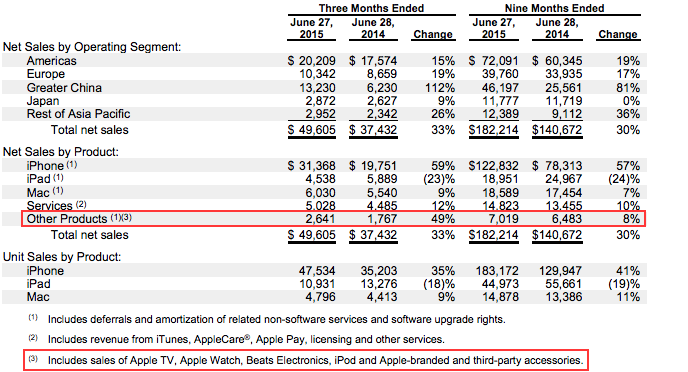 Three Months Ended Nine Months Ended
June 27, June 28, June 27, June 28,
2015 2014 Change 2015 2014 Change
Net Sales by Operating Segment:
Americas $ 20,209 $ 17,574 15% $ 72,091 $ 60,345 19%
Europe 10,342 8,659 19% 39,760 33,935 17%
Greater China 13,230 6,230 112% 46,197 25,561 81%
Japan 2,872 2,627 9% 11,777 11,719 0%
Rest of Asia Pacific 2,952 2,342 26% 12,389 9,112 36%
Total net sales $ 49,605 $ 37,432 33% $182,214 $140,672 30%
Net Sales by Product:
iPhone (1) $ 31,368 $ 19,751 59% $122,832 $ 78,313 57%
iPad (1) 4,538 5,889 (23)% 18,951 24,967 (24)%
Mac (1) 6,030 5,540 9% 18,589 17,454 7%
Services (2) 5,028 4,485 12% 14,823 13,455 10%
Other Products (1)(3) 2,641 1,767 49% 7,019 6,483 8%
Total net sales $ 49,605 $ 37,432 33% $182,214 $140,672 30%
Unit Sales by Product:
iPhone 47,534 35,203 35% 183,172 129,947 41%
iPad 10,931 13,276 (18)% 44,973 55,661 (19)%
Mac 4,796 4,413 9% 14,878 13,386 11%
(1) Includes deferrals and amortization of related non-software services and software upgrade rights.
(2) Includes revenue from iTunes, AppleCare®, Apple Pay, licensing and other services.
(3) Includes sales of Apple TV, Apple Watch, Beats Electronics, iPod and Apple-branded and third-party accessories.